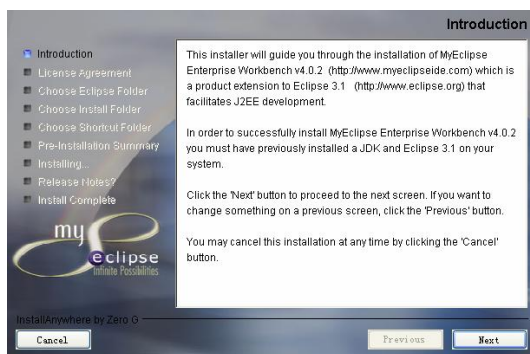 Introduction
Introduction
License Agreement
Choose Eclipse Folder
Choose Install Folder
Choose Shortcut Folder
Pre-Installation Summary
Installing...
Release Notes?
Install Complete
my
eclipse
Infinite Possibilities
This installer will guide you through the installation of MyEclipse
Enterprise Workbench v4.0.2 (http://www.myeclipseide.com) which is
a product extension to Eclipse 3.1 (http://www.eclipse.org) that
facilitates J2EE development.
In order to successfully install MyEclipse Enterprise Workbench v4.0.2
you must have previously installed a JDK and Eclipse 3.1 on your
system.
Click the 'Next' button to proceed to the next screen. If you want to
change something on a previous screen, click the 'Previous' button.
You may cancel this installation at any time by clicking the 'Cancel'
button.
InstallAnywhere by Zero G
Cancel
Previous
Next